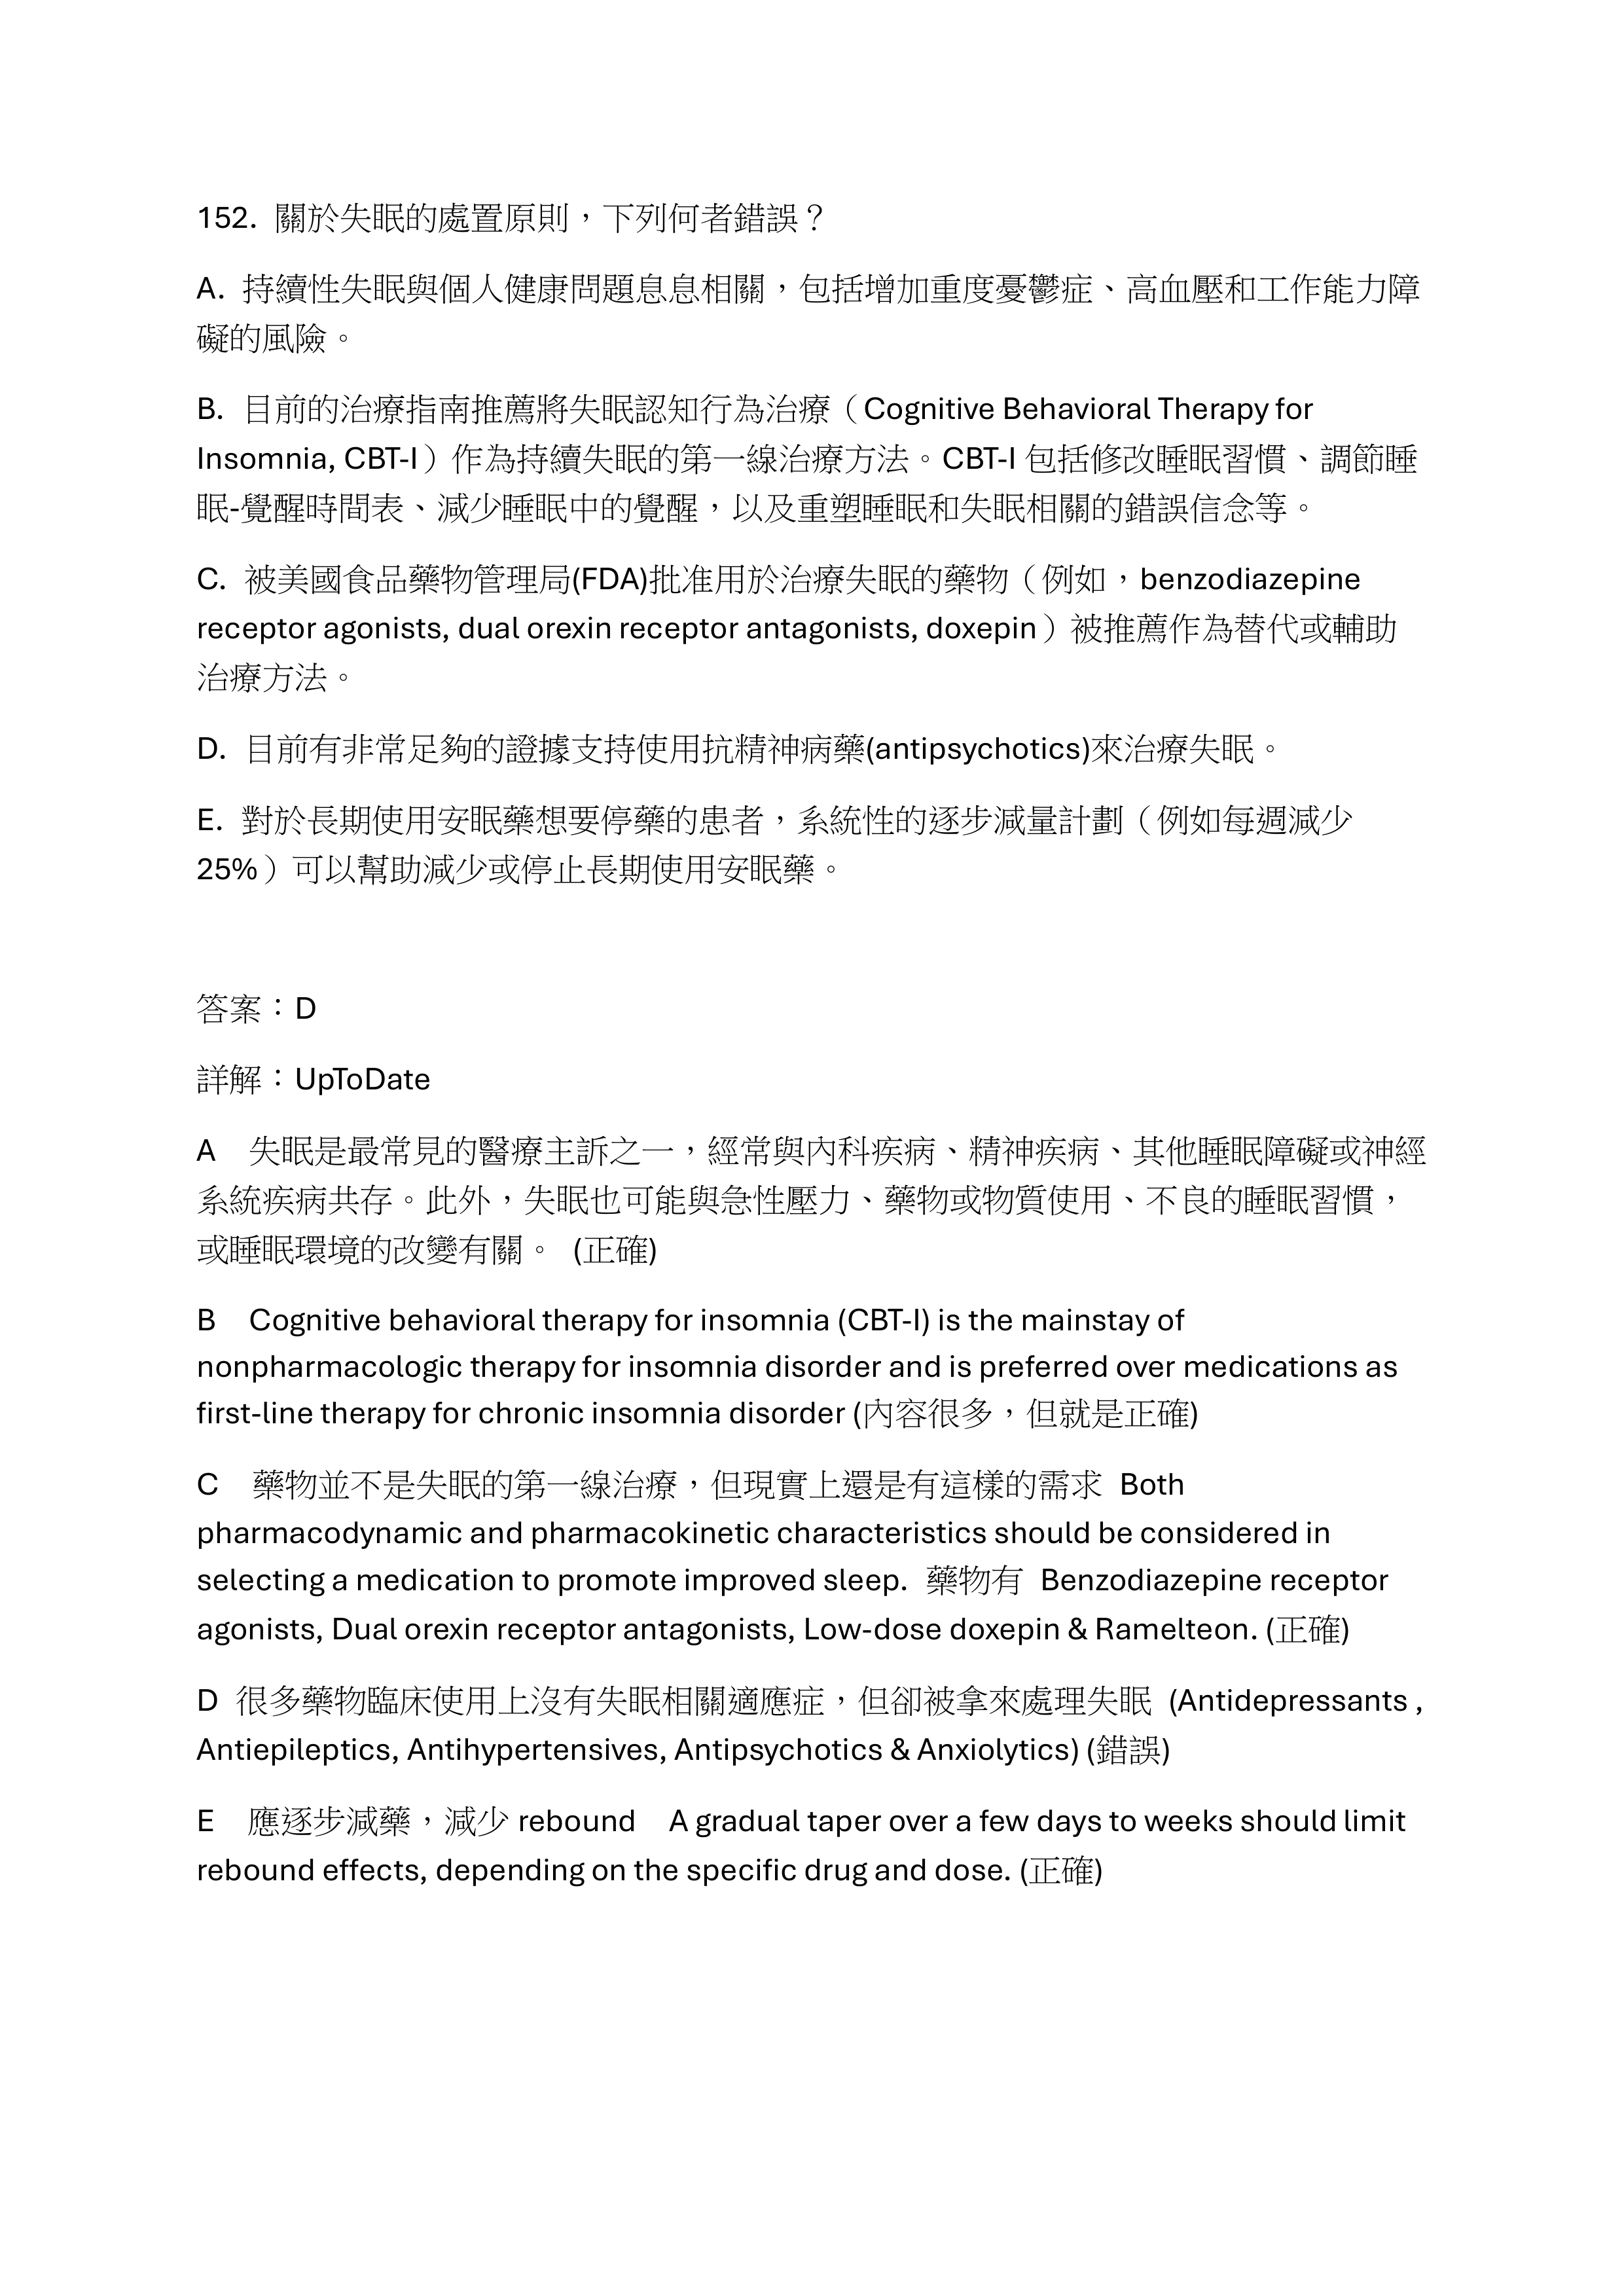 152. 關於失眠的處置原則，下列何者錯誤？
A. 持續性失眠與個人健康問題息息相關，包括增加重度憂鬱症、高血壓和工作能力障
礙的風險。
B. 目前的治療指南推薦將失眠認知行為治療（Cognitive Behavioral Therapy for
Insomnia, CBT-I）作為持續失眠的第一線治療方法。CBT-I 包括修改睡眠習慣、調節睡
眠-覺醒時間表、減少睡眠中的覺醒，以及重塑睡眠和失眠相關的錯誤信念等。
C. 被美國食品藥物管理局(FDA)批准用於治療失眠的藥物（例如，benzodiazepine
receptor agonists, dual orexin receptor antagonists, doxepin）被推薦作為替代或輔助
治療方法。
D. 目前有非常足夠的證據支持使用抗精神病藥(antipsychotics)來治療失眠。
E. 對於長期使用安眠藥想要停藥的患者，系統性的逐步減量計劃（例如每週減少
25%）可以幫助減少或停止長期使用安眠藥。
答案：D
詳解：UpToDate
A 失眠是最常見的醫療主訴之一，經常與內科疾病、精神疾病、其他睡眠障礙或神經
系統疾病共存。此外，失眠也可能與急性壓力、藥物或物質使用、不良的睡眠習慣，
或睡眠環境的改變有關。 (正確)
B Cognitive behavioral therapy for insomnia (CBT-I) is the mainstay of
nonpharmacologic therapy for insomnia disorder and is preferred over medications as
first-line therapy for chronic insomnia disorder (內容很多，但就是正確)
C 藥物並不是失眠的第一線治療，但現實上還是有這樣的需求 Both
pharmacodynamic and pharmacokinetic characteristics should be considered in
selecting a medication to promote improved sleep. 藥物有 Benzodiazepine receptor
agonists, Dual orexin receptor antagonists, Low-dose doxepin & Ramelteon. (正確)
D 很多藥物臨床使用上沒有失眠相關適應症，但卻被拿來處理失眠 (Antidepressants ,
Antiepileptics, Antihypertensives, Antipsychotics & Anxiolytics) (錯誤)
E 應逐步減藥，減少 rebound A gradual taper over a few days to weeks should limit
rebound effects, depending on the specific drug and dose. (正確)